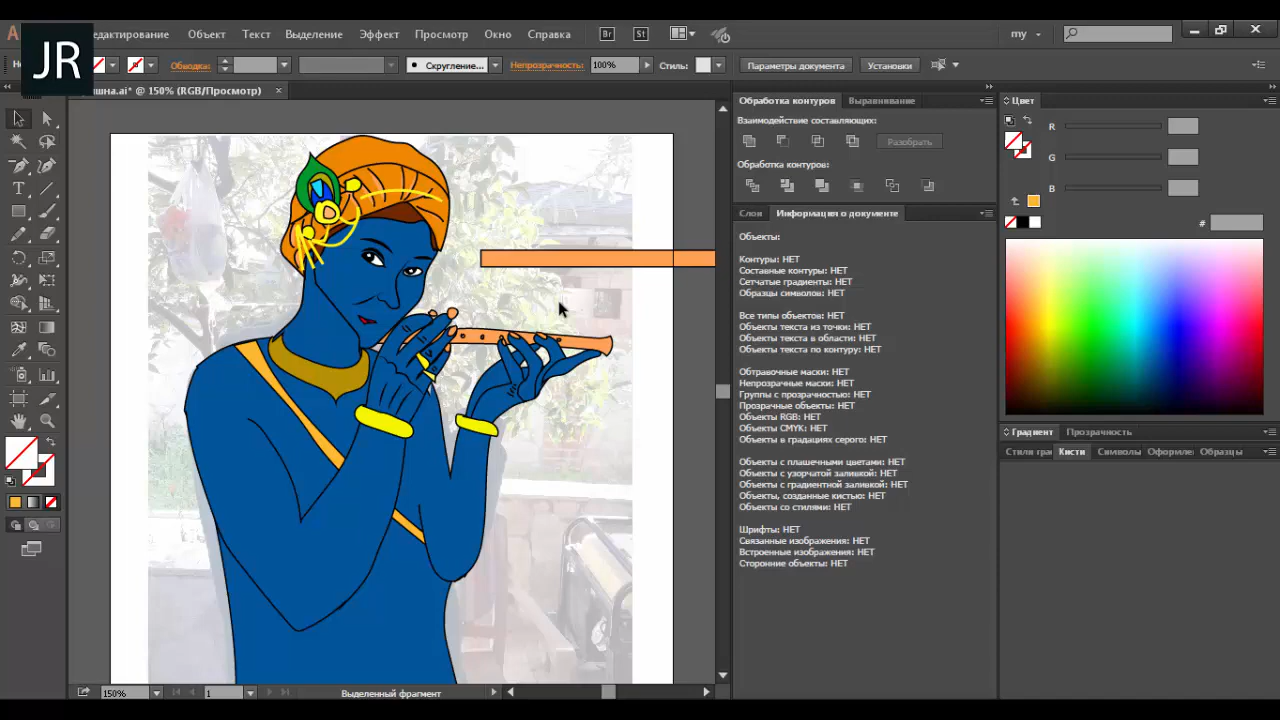 JR
едактирование Объект Текст Выделение Эффект Просмотр Окно Справка Br St my
Обводка: Скругление... Непрозрачность: 100% Стиль: Параметры документа Установки
шна.ai* @ 150% (RGB/Просмотр)
Обработка контуров Выравнивание
Взаимодействие составляющих:
Разобрать
Обработка контуров:
Слои Информация о документе
Объекты:
Контуры: НЕТ
Составные контуры: НЕТ
Сетчатые градиенты: НЕТ
Образцы символов: НЕТ
Все типы объектов: НЕТ
Объекты текста из точки: НЕТ
Объекты текста в области: НЕТ
Объекты текста по контуру: НЕТ
Обтравочные маски: НЕТ
Непрозрачные маски: НЕТ
Группы с прозрачностью: НЕТ
Прозрачные объекты: НЕТ
Объекты RGB: НЕТ
Объекты CMYK: НЕТ
Объекты в градациях серого: НЕТ
Объекты с плашечными цветами: НЕТ
Объекты с узорчатой заливкой: НЕТ
Объекты с градиентной заливкой: НЕТ
Объекты, созданные кистью: НЕТ
Объекты со стилями: НЕТ
Шрифты: НЕТ
Связанные изображения: НЕТ
Встроенные изображения: НЕТ
Сторонние объекты: НЕТ
Цвет
R
G
B
#
Градиент Прозрачность
Стили гра Кисти Символы Оформле Образцы
150% 1 Выделенный фрагмент